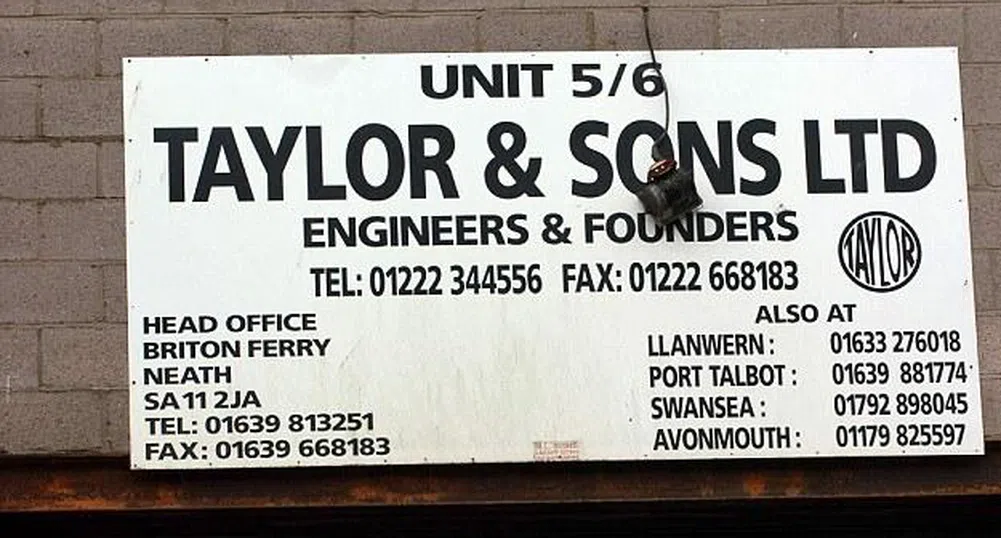 UNIT 5/6
TAYLOR & SONS LTD
ENGINEERS & FOUNDERS
TEL: 01222 344556 FAX: 01222 668183
TAYLOR
HEAD OFFICE
BRITON FERRY
NEATH
SA11 2JA
TEL: 01639 813251
FAX: 01639 668183
ALSO AT
LLANWERN: 01633 276018
PORT TALBOT: 01639 881774
SWANSEA: 01792 898045
AVONMOUTH: 01179 825597